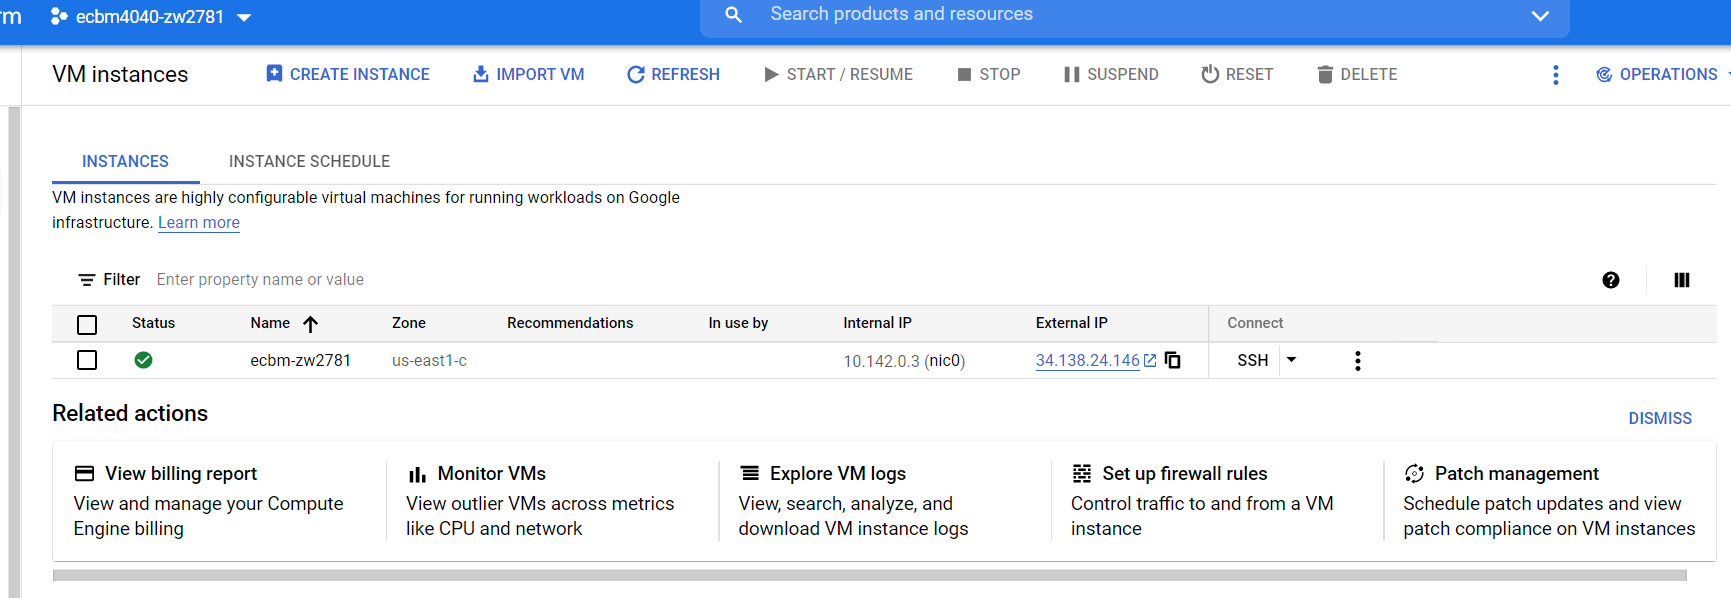 rm ecbm4040-zw2781 Search products and resources
VM instances CREATE INSTANCE IMPORT VM REFRESH START / RESUME STOP SUSPEND RESET DELETE OPERATIONS
INSTANCES INSTANCE SCHEDULE
VM instances are highly configurable virtual machines for running workloads on Google
infrastructure. Learn more
Filter Enter property name or value
Status Name Zone Recommendations In use by Internal IP External IP Connect
ecbm-zw2781 us-east1-c 10.142.0.3 (nic0) 34.138.24.146 SSH
Related actions DISMISS
View billing report
View and manage your Compute
Engine billing
Monitor VMs
View outlier VMs across metrics
like CPU and network
Explore VM logs
View, search, analyze, and
download VM instance logs
Set up firewall rules
Control traffic to and from a VM
instance
Patch management
Schedule patch updates and view
patch compliance on VM instances